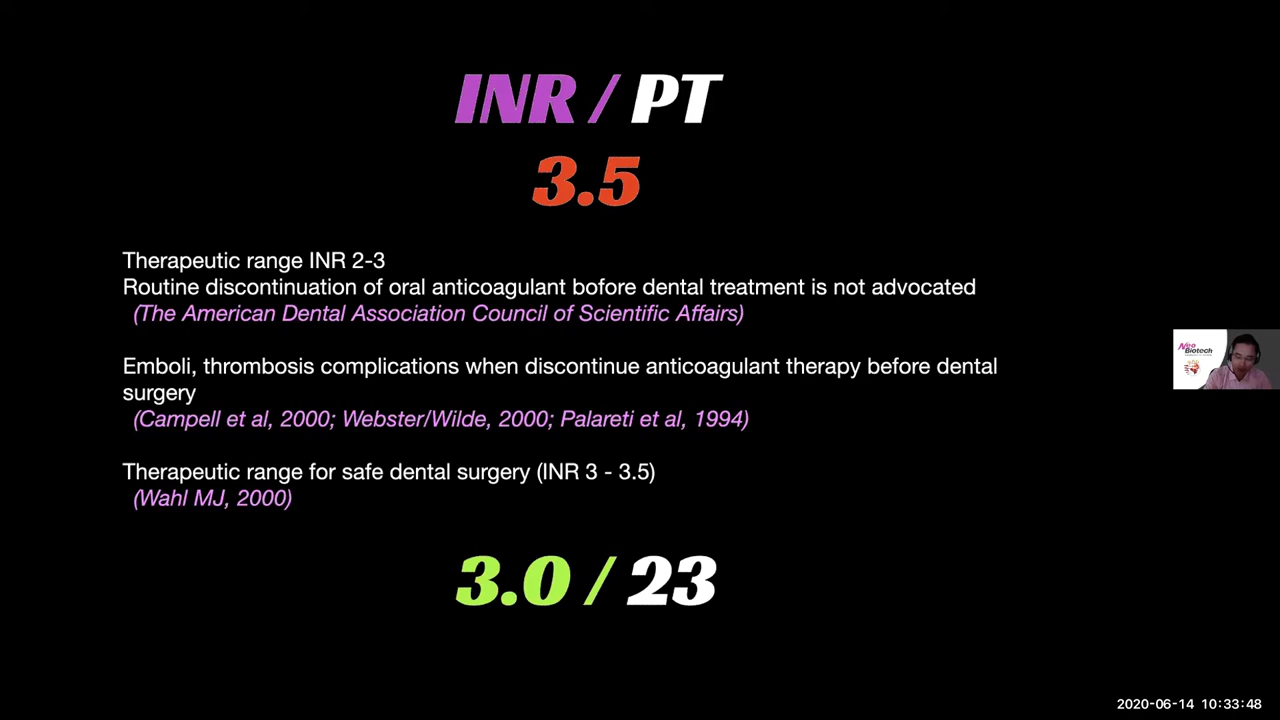 INR / PT
3.5
Therapeutic range INR 2-3
Routine discontinuation of oral anticoagulant bofore dental treatment is not advocated
(The American Dental Association Council of Scientific Affairs)
Emboli, thrombosis complications when discontinue anticoagulant therapy before dental
surgery
(Campell et al, 2000; Webster/Wilde, 2000; Palareti et al, 1994)
Therapeutic range for safe dental surgery (INR 3 - 3.5)
(Wahl MJ, 2000)
3.0 / 23
Neo
Biotech
2020-06-14 10:33:48